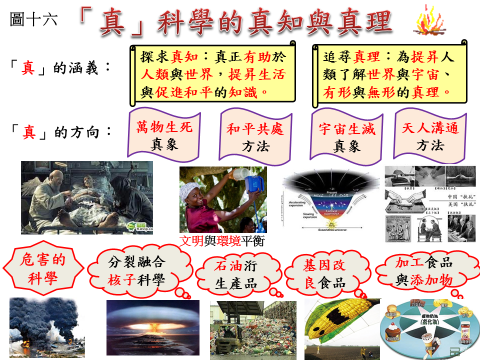 圖十六
「真」科學的真知與真理
「真」的涵義：
探求真知：真正有助於
人類與世界，提昇生活
與促進和平的知識。
追尋真理：為提昇人
類了解世界與宇宙、
有形與無形的真理。
「真」的方向：
萬物生死
真象
和平共處
方法
宇宙生滅
真象
天人溝通
方法
文明與環境平衡
危害的
科學
分裂融合
核子科學
石油衍
生產品
基因改
良食品
加工食品
與添加物